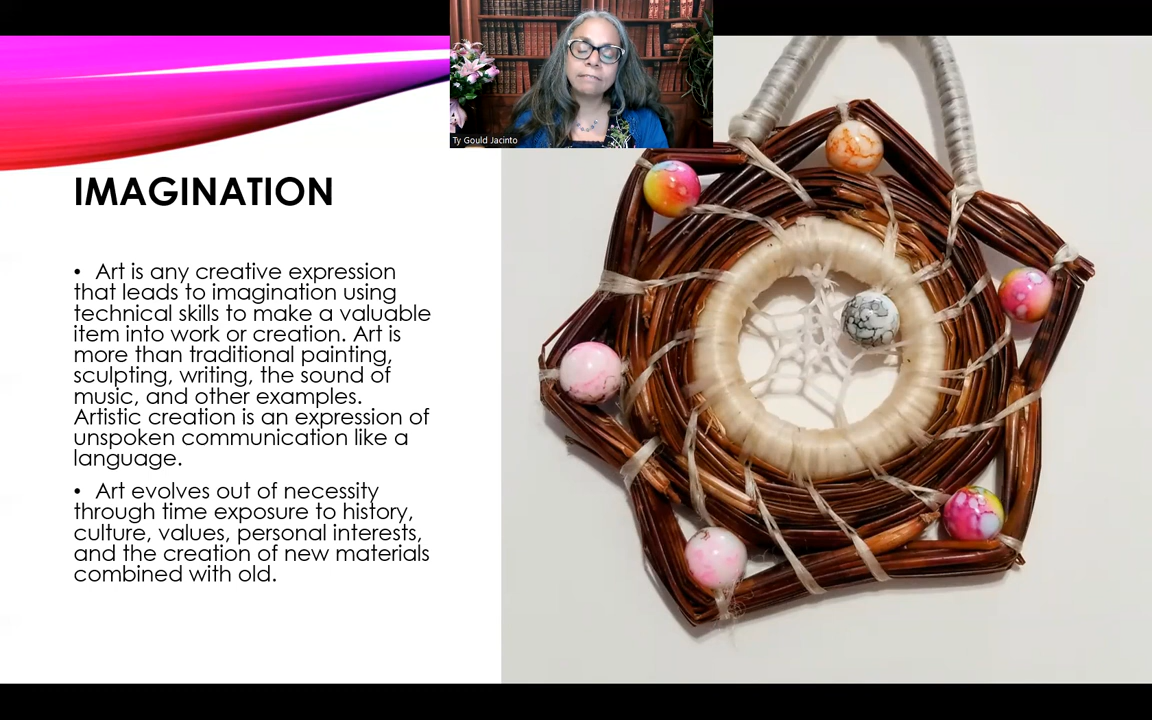 Ty Gould Jacinto
IMAGINATION
• Art is any creative expression
that leads to imagination using
technical skills to make a valuable
item into work or creation. Art is
more than traditional painting,
sculpting, writing, the sound of
music, and other examples.
Artistic creation is an expression of
unspoken communication like a
language.
• Art evolves out of necessity
through time exposure to history,
culture, values, personal interests,
and the creation of new materials
combined with old.